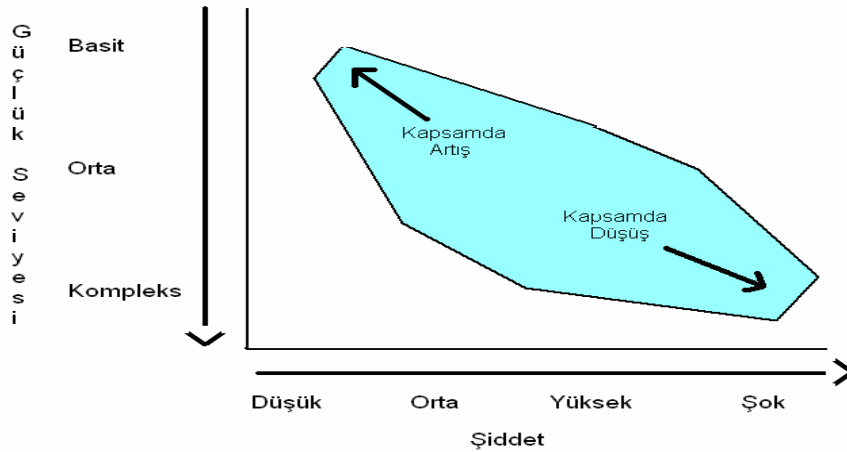 Güçlük Seviyesi
Basit
Orta
Kompleks
Kapsamda
Artış
Kapsamda
Düşüş
Düşük Orta Yüksek Şok
Şiddet